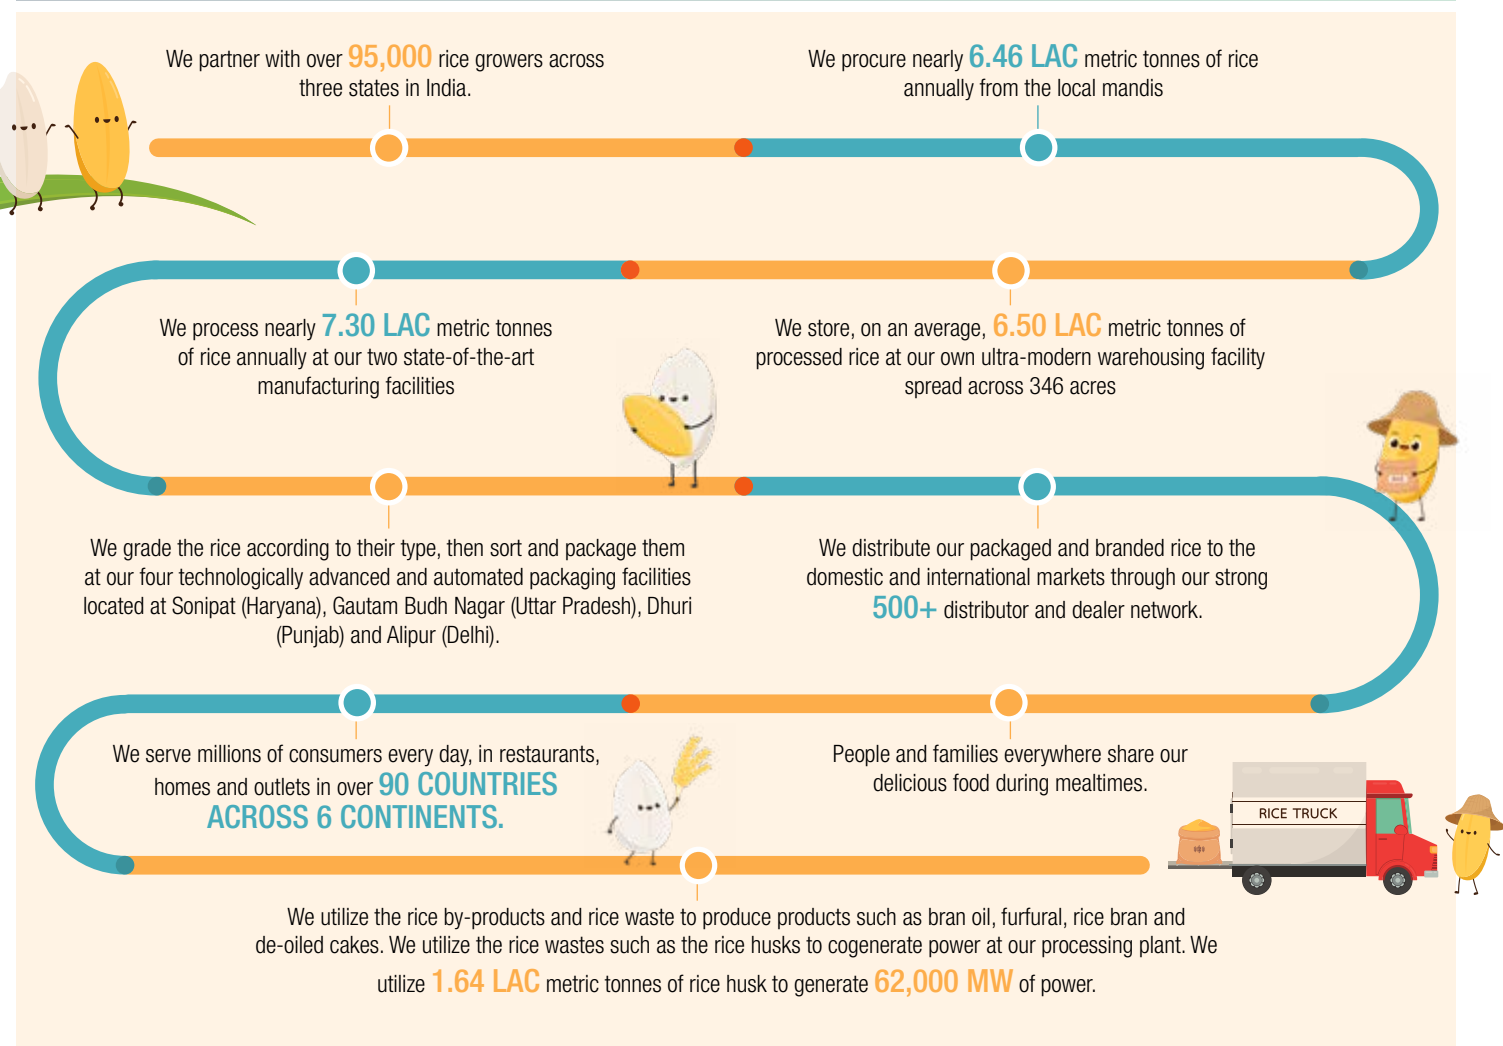 We partner with over 95,000 rice growers across
three states in India.
We procure nearly 6.46 LAC metric tonnes of rice
annually from the local mandis
We store, on an average, 6.50 LAC metric tonnes of
processed rice at our own ultra-modern warehousing facility
spread across 346 acres
We process nearly 7.30 LAC metric tonnes
of rice annually at our two state-of-the-art
manufacturing facilities
We grade the rice according to their type, then sort and package them
at our four technologically advanced and automated packaging facilities
located at Sonipat (Haryana), Gautam Budh Nagar (Uttar Pradesh), Dhuri
(Punjab) and Alipur (Delhi).
We distribute our packaged and branded rice to the
domestic and international markets through our strong
500+ distributor and dealer network.
People and families everywhere share our
delicious food during mealtimes.
RICE TRUCK
We serve millions of consumers every day, in restaurants,
homes and outlets in over 90 COUNTRIES
ACROSS 6 CONTINENTS.
We utilize the rice by-products and rice waste to produce products such as bran oil, furfural, rice bran and
de-oiled cakes. We utilize the rice wastes such as the rice husks to cogenerate power at our processing plant. We
utilize 1.64 LAC metric tonnes of rice husk to generate 62,000 MW of power.